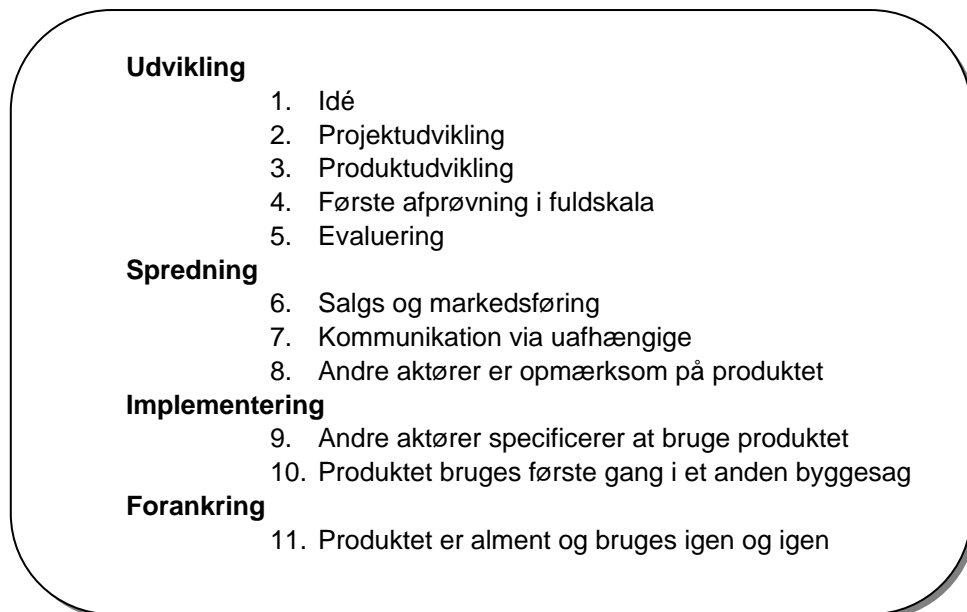 Udvikling
1. Idé
2. Projektudvikling
3. Produktudvikling
4. Første afprøvning i fuldskala
5. Evaluering
Spredning
6. Salgs og markedsføring
7. Kommunikation via uafhængige
8. Andre aktører er opmærksom på produktet
Implementering
9. Andre aktører specificerer at bruge produktet
10. Produktet bruges første gang i et anden byggesag
Forankring
11. Produktet er alment og bruges igen og igen